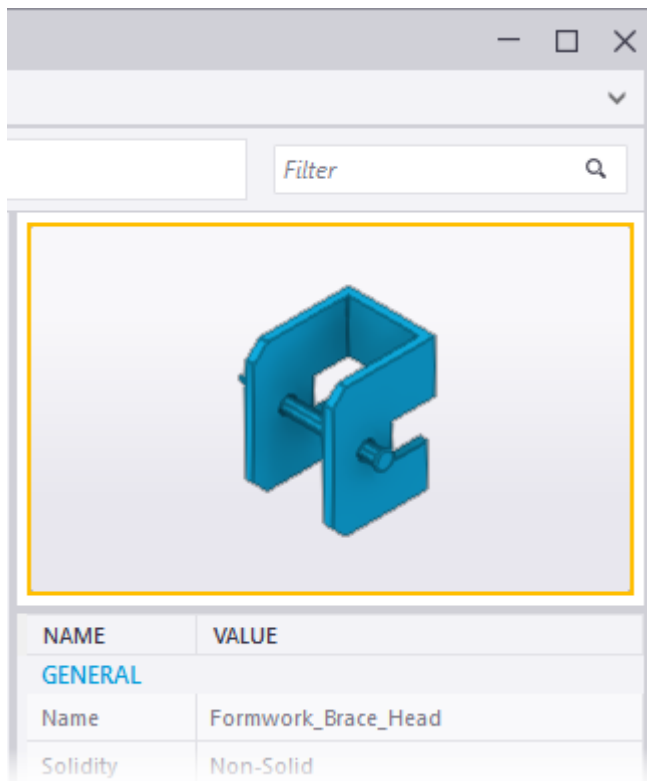 Filter
NAME VALUE
GENERAL
Name Formwork_Brace_Head
Solidity Non-Solid